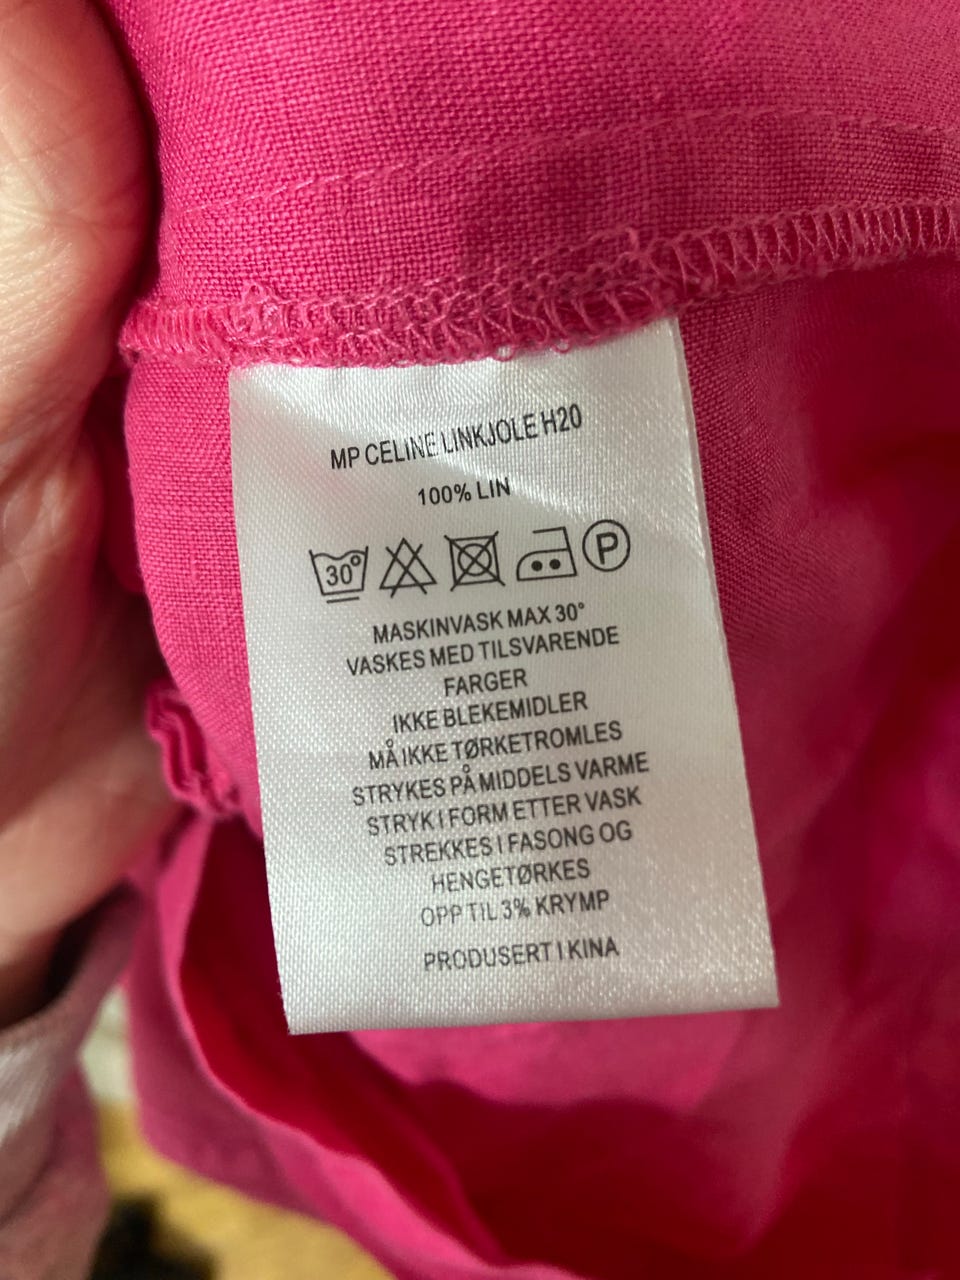 MP CELINE LINKJOLE H20
100% LIN
30° P
MASKINVASK MAX 30°
VASKES MED TILSVARENDE
FARGER
IKKE BLEKEMIDLER
MÅ IKKE TØRKETROMLES
STRYKES PÅ MIDDELS VARME
STRYK I FORM ETTER VASK
STREKKES I FASONG OG
HENGETØRKES
OPP TIL 3% KRYMP
PRODUSERT I KINA